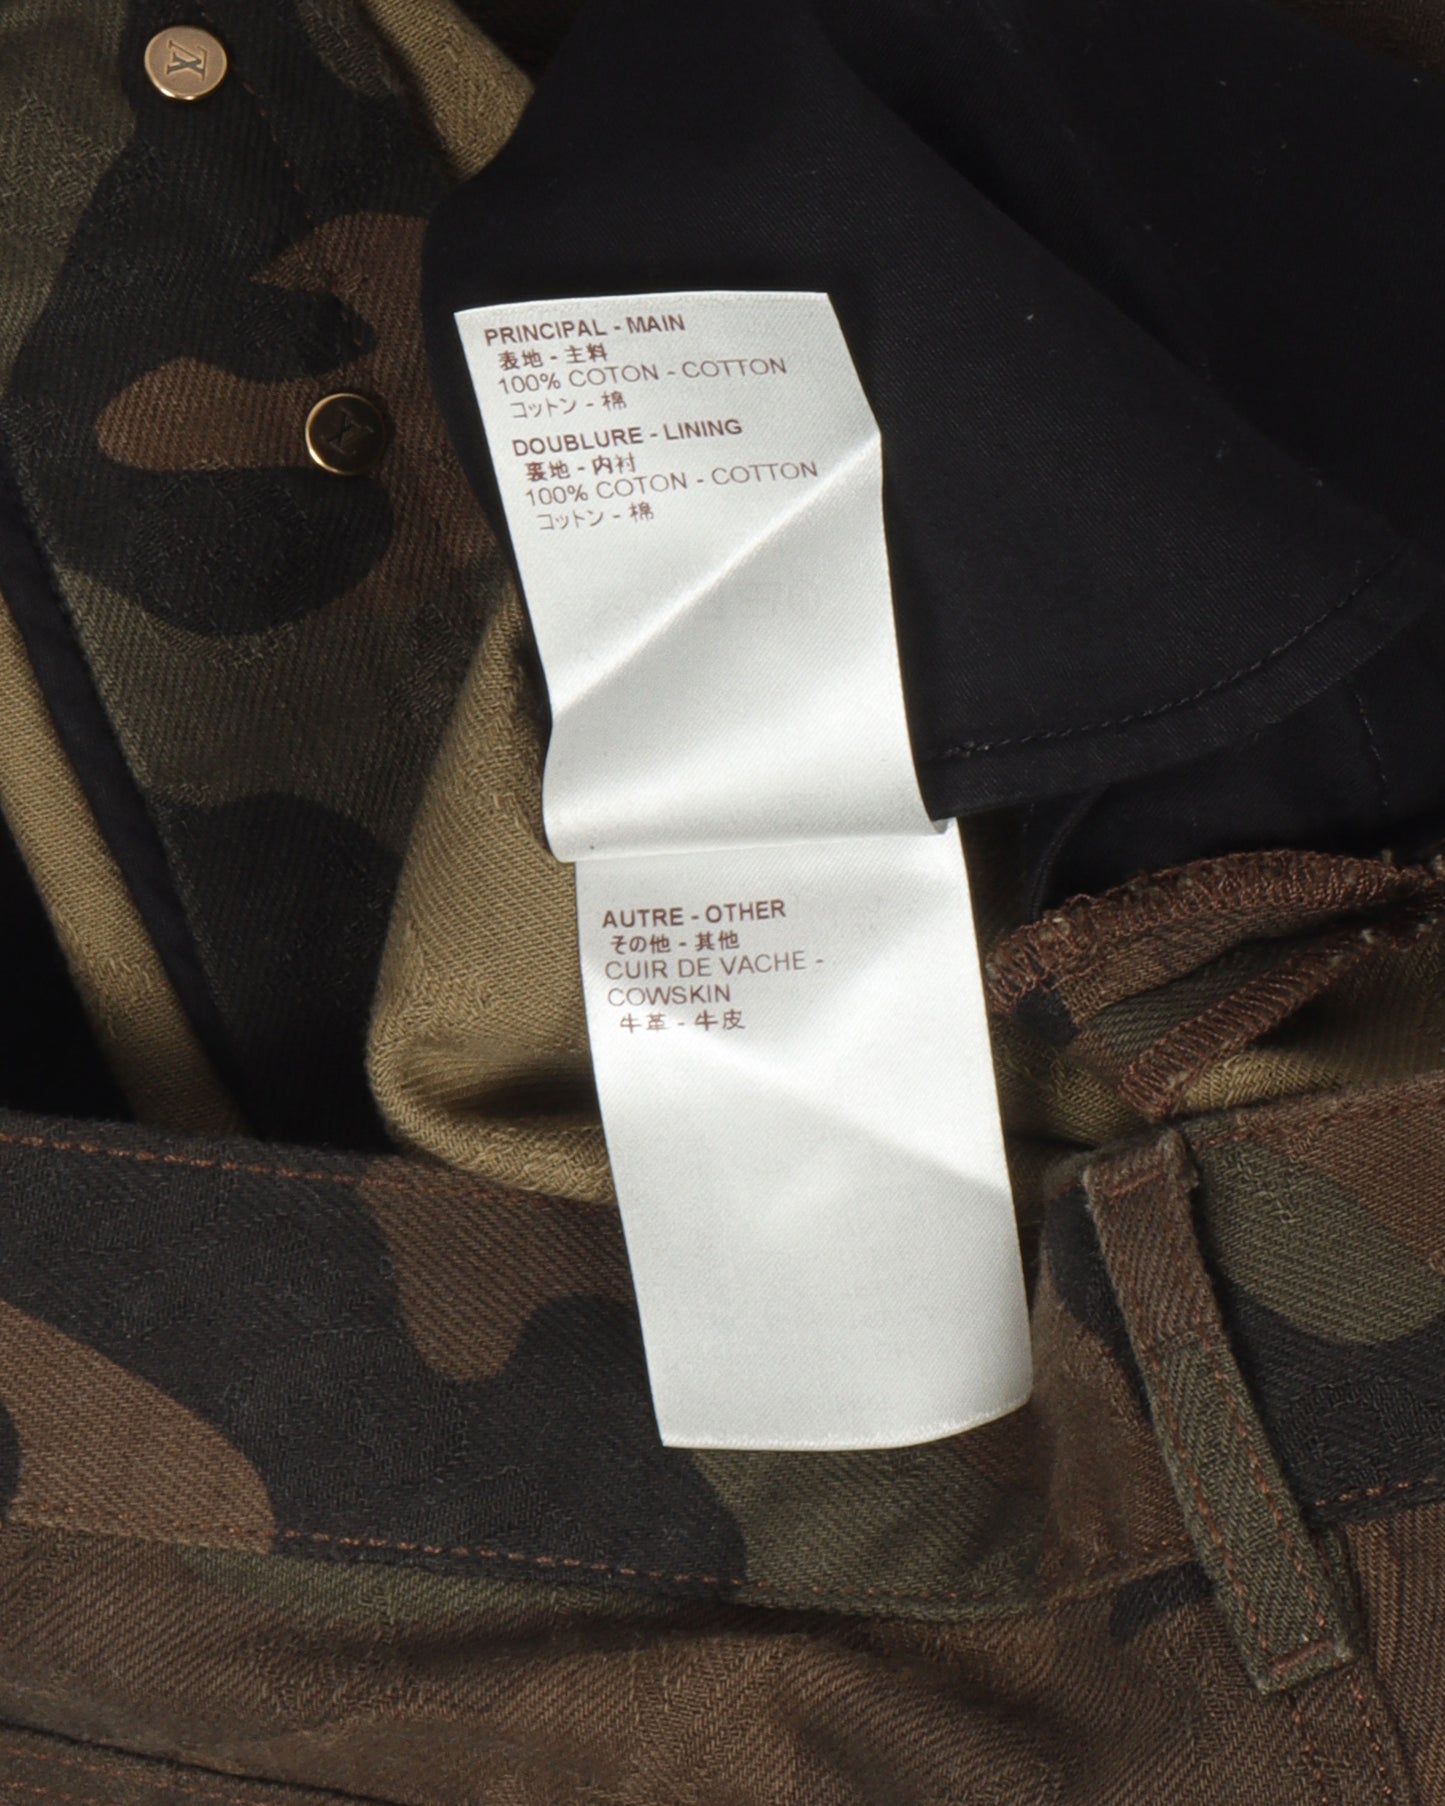 LV
LV
PRINCIPAL - MAIN
表地 - 主料
100% COTON - COTTON
コットン - 棉
DOUBLURE - LINING
裏地 - 内衬
100% COTON - COTTON
コットン - 棉
AUTRE - OTHER
その他 - 其他
CUIR DE VACHE -
COWSKIN
牛革 - 牛皮